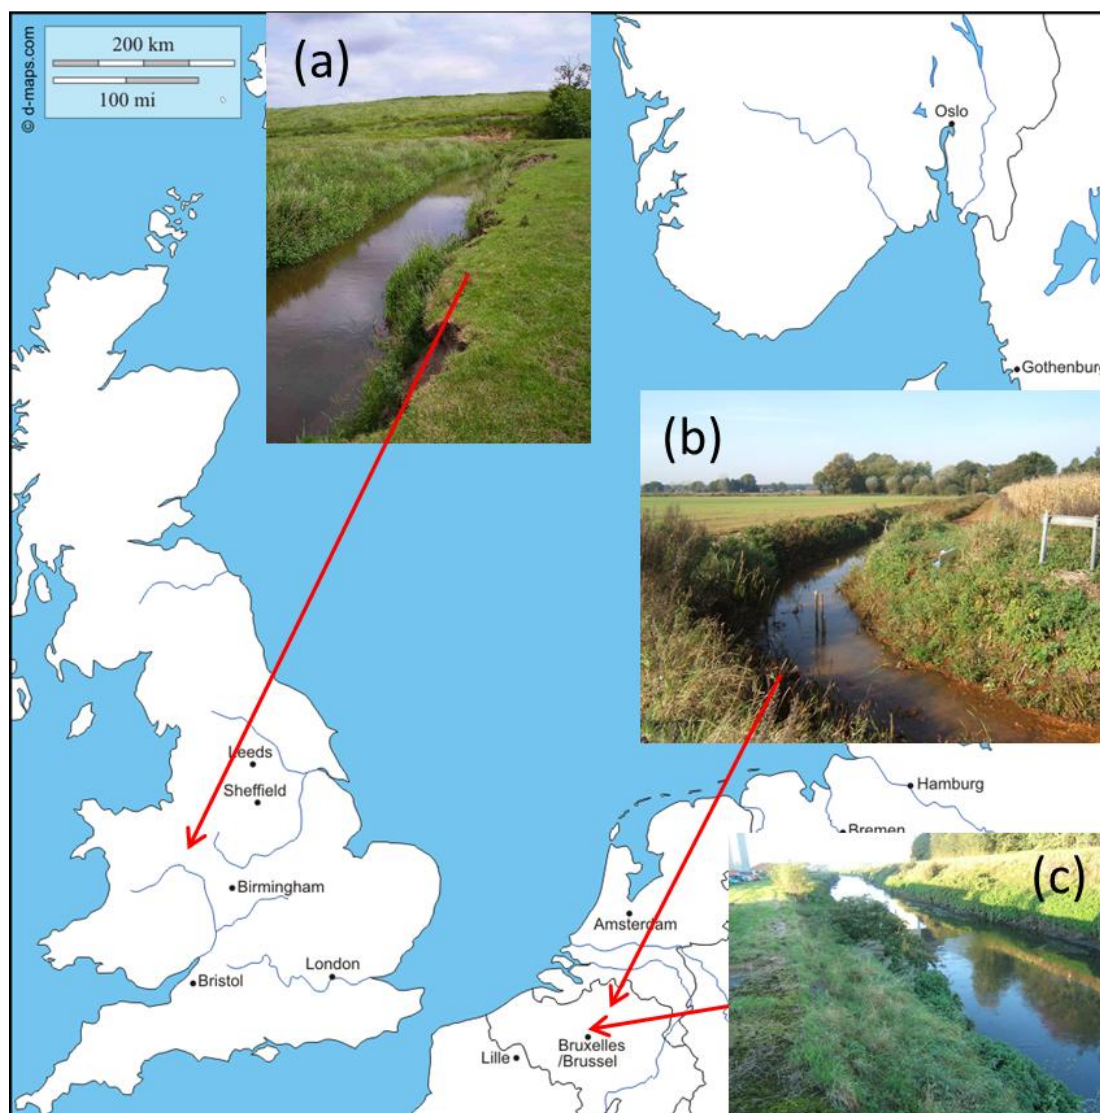 © d-maps.com
200 km
100 mi
(a)
Oslo
Gothenburg
(b)
Leeds
Sheffield
Hamburg
Bremen
(c)
Birmingham
Amsterdam
London
Bristol
Bruxelles
/Brussel
Lille